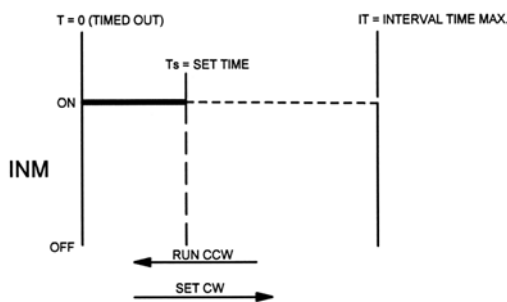 T = 0 (TIMED OUT)
IT = INTERVAL TIME MAX.
Ts = SET TIME
ON
INM
OFF
RUN CCW
SET CW